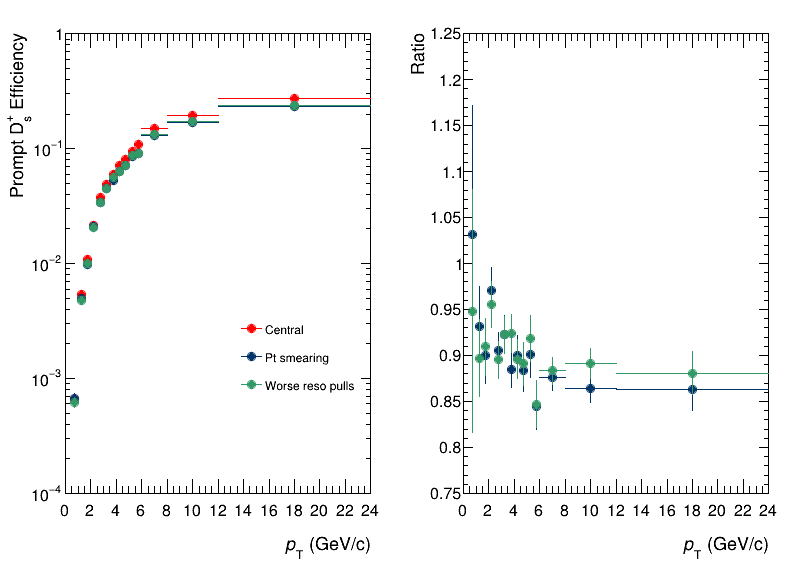 Prompt D_s^+ Efficiency
1
10^−1
10^−2
10^−3
10^−4
Central
Pt smearing
Worse reso pulls
0 2 4 6 8 10 12 14 16 18 20 22 24
p_T (GeV/c)
Ratio
1.25
1.2
1.15
1.1
1.05
1
0.95
0.9
0.85
0.8
0.75
0 2 4 6 8 10 12 14 16 18 20 22 24
p_T (GeV/c)